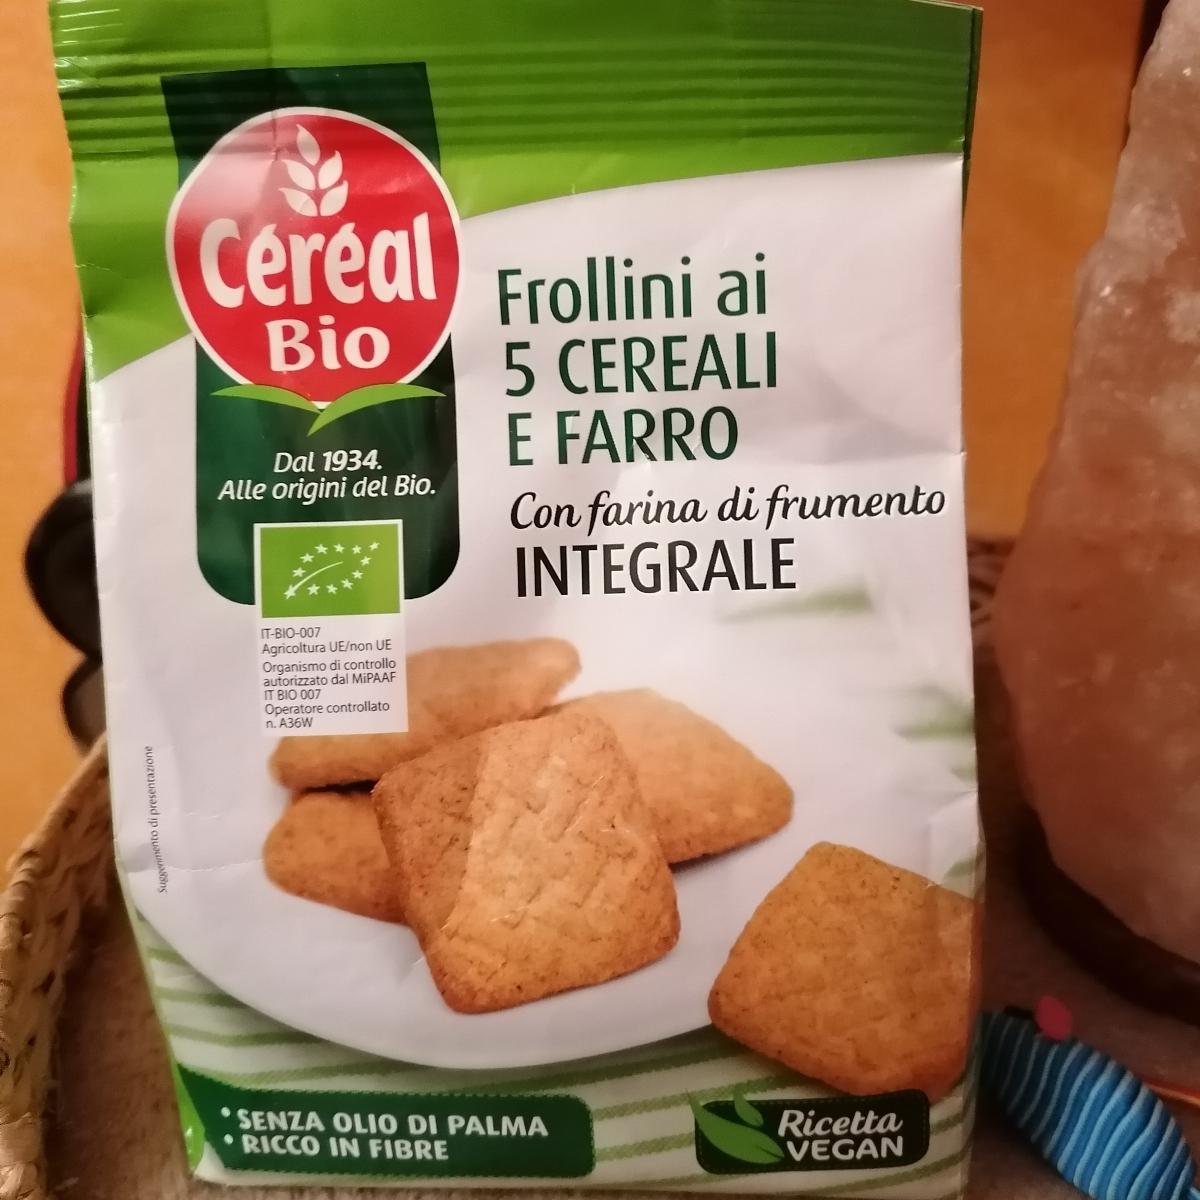 Céréal
Bio
Dal 1934.
Alle origini del Bio.
Frollini ai
5 CEREALI
E FARRO
Con farina di frumento
INTEGRALE
IT-BIO-007
Agricoltura UE/non UE
Organismo di controllo
autorizzato dal MiPAAF
IT BIO 007
Operatore controllato
n. A36W
Suggerimento di presentazione
• SENZA OLIO DI PALMA
• RICCO IN FIBRE
Ricetta
VEGAN